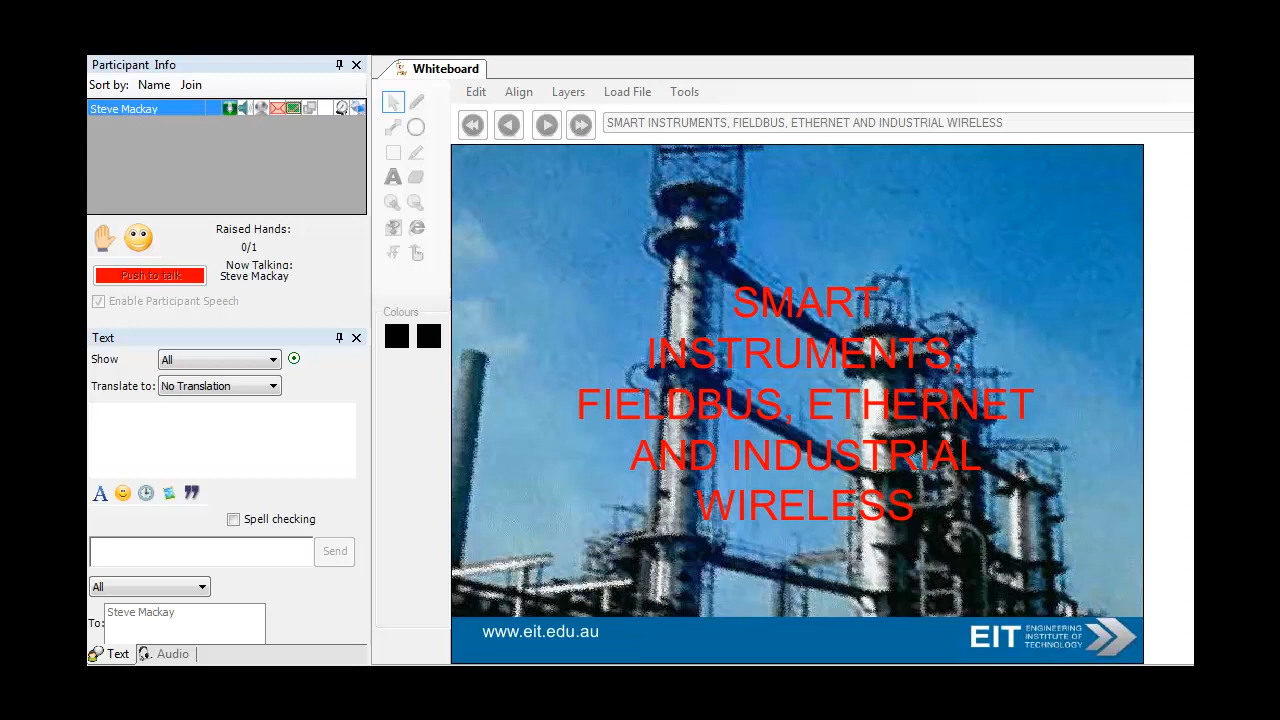 Participant Info
Sort by: Name Join
Steve Mackay
Raised Hands:
0/1
Now Talking:
Steve Mackay
Push to talk
Enable Participant Speech
Text
Show All
Translate to: No Translation
A
Spell checking
Send
All
To: Steve Mackay
Text Audio
Whiteboard
Edit Align Layers Load File Tools
SMART INSTRUMENTS, FIELDBUS, ETHERNET AND INDUSTRIAL WIRELESS
A
Colours
SMART
INSTRUMENTS,
FIELDBUS, ETHERNET
AND INDUSTRIAL
WIRELESS
www.eit.edu.au
EIT ENGINEERING
INSTITUTE OF
TECHNOLOGY